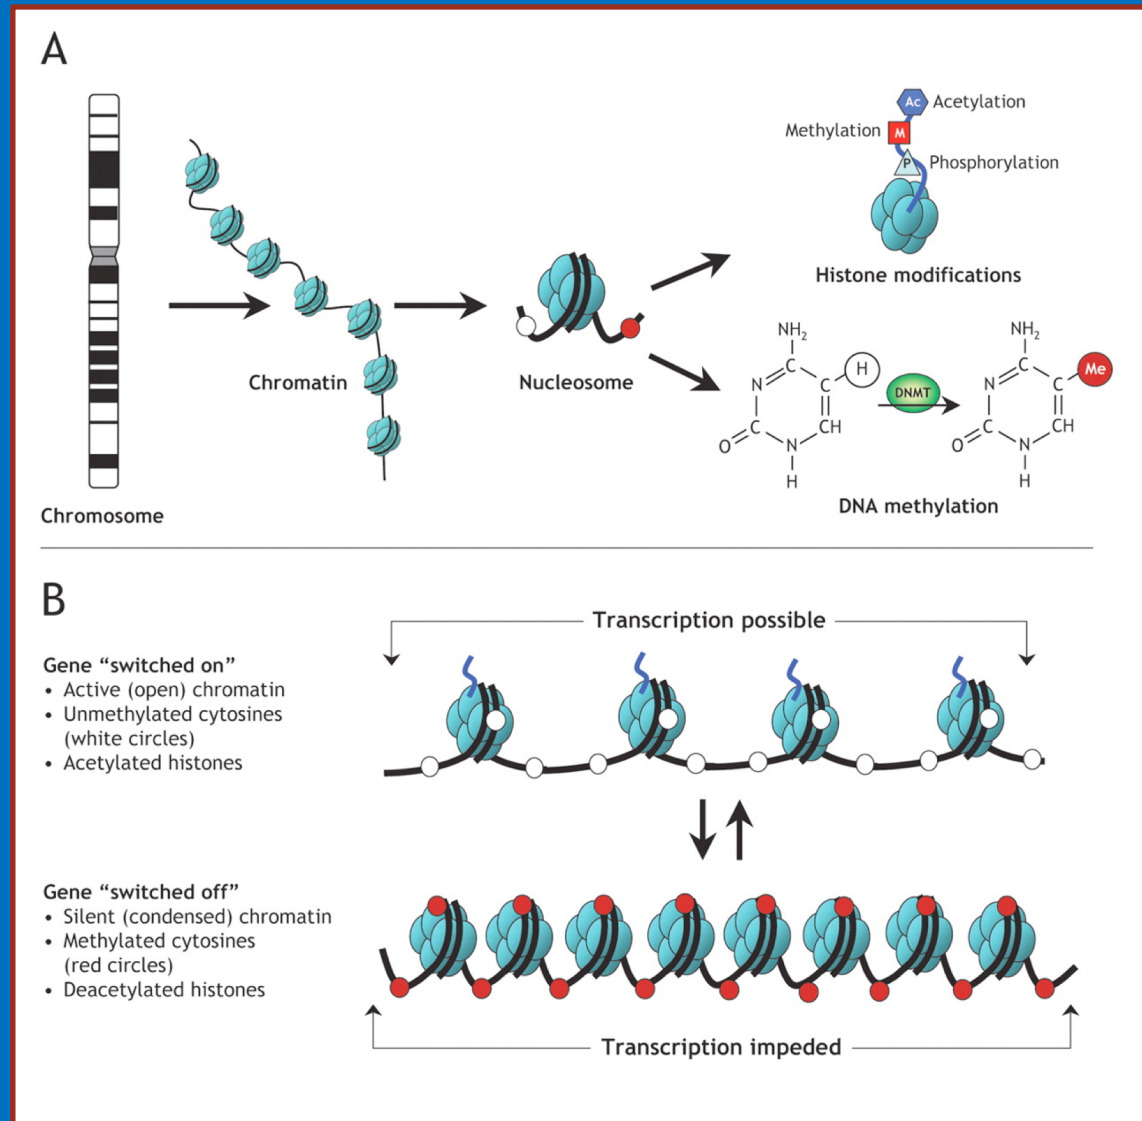 A
Ac Acetylation
Methylation M
P Phosphorylation
Histone modifications
Chromatin
Nucleosome
Chromosome
NH2
N
C
C
H
C
O
N
CH
H
DNMT
NH2
N
C
C
Me
C
O
N
CH
H
DNA methylation
B
Transcription possible
Gene “switched on”
• Active (open) chromatin
• Unmethylated cytosines
(white circles)
• Acetylated histones
Gene “switched off”
• Silent (condensed) chromatin
• Methylated cytosines
(red circles)
• Deacetylated histones
Transcription impeded